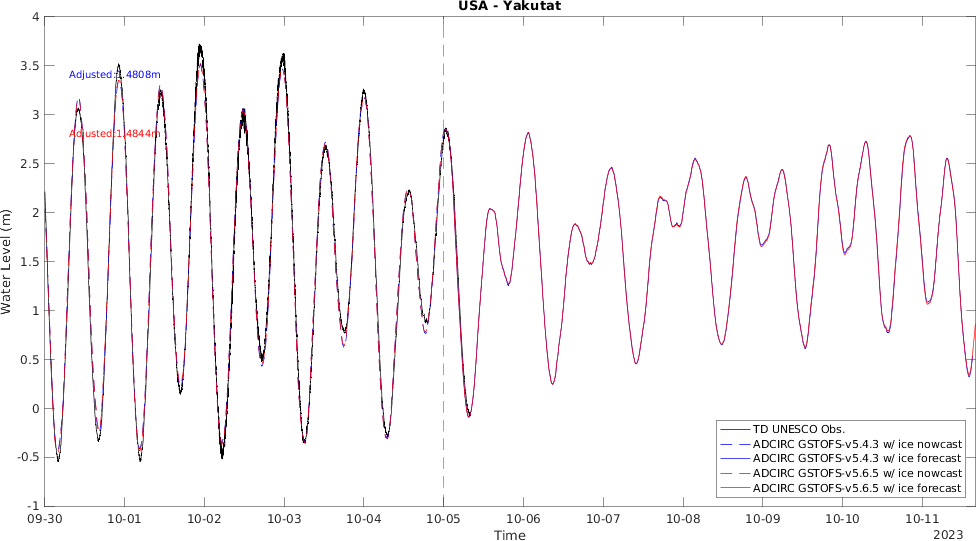 USA - Yakutat
4
3.5
3
2.5
2
1.5
1
0.5
0
-0.5
-1
Water Level (m)
Adjusted:1.4808m
Adjusted:1.4844m
TD UNESCO Obs.
ADCIRC GSTOFS-v5.4.3 w/ ice nowcast
ADCIRC GSTOFS-v5.4.3 w/ ice forecast
ADCIRC GSTOFS-v5.6.5 w/ ice nowcast
ADCIRC GSTOFS-v5.6.5 w/ ice forecast
09-30 10-01 10-02 10-03 10-04 10-05 10-06 10-07 10-08 10-09 10-10 10-11
Time
2023